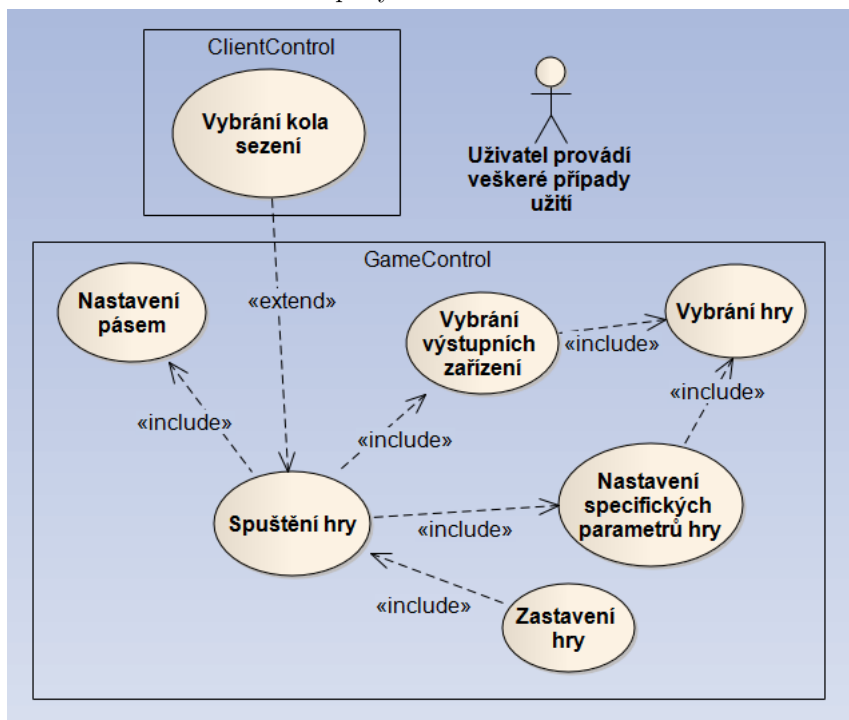 ClientControl
Vybrání kola
sezení
Uživatel provádí
veškeré případy
užití
GameControl
Nastavení
pásem
«extend»
Vybrání
výstupních
zařízení
Vybrání hry
«include»
«include»
«include»
«include»
Spuštění hry
Nastavení
specifických
parametrů hry
«include»
«include»
Zastavení
hry